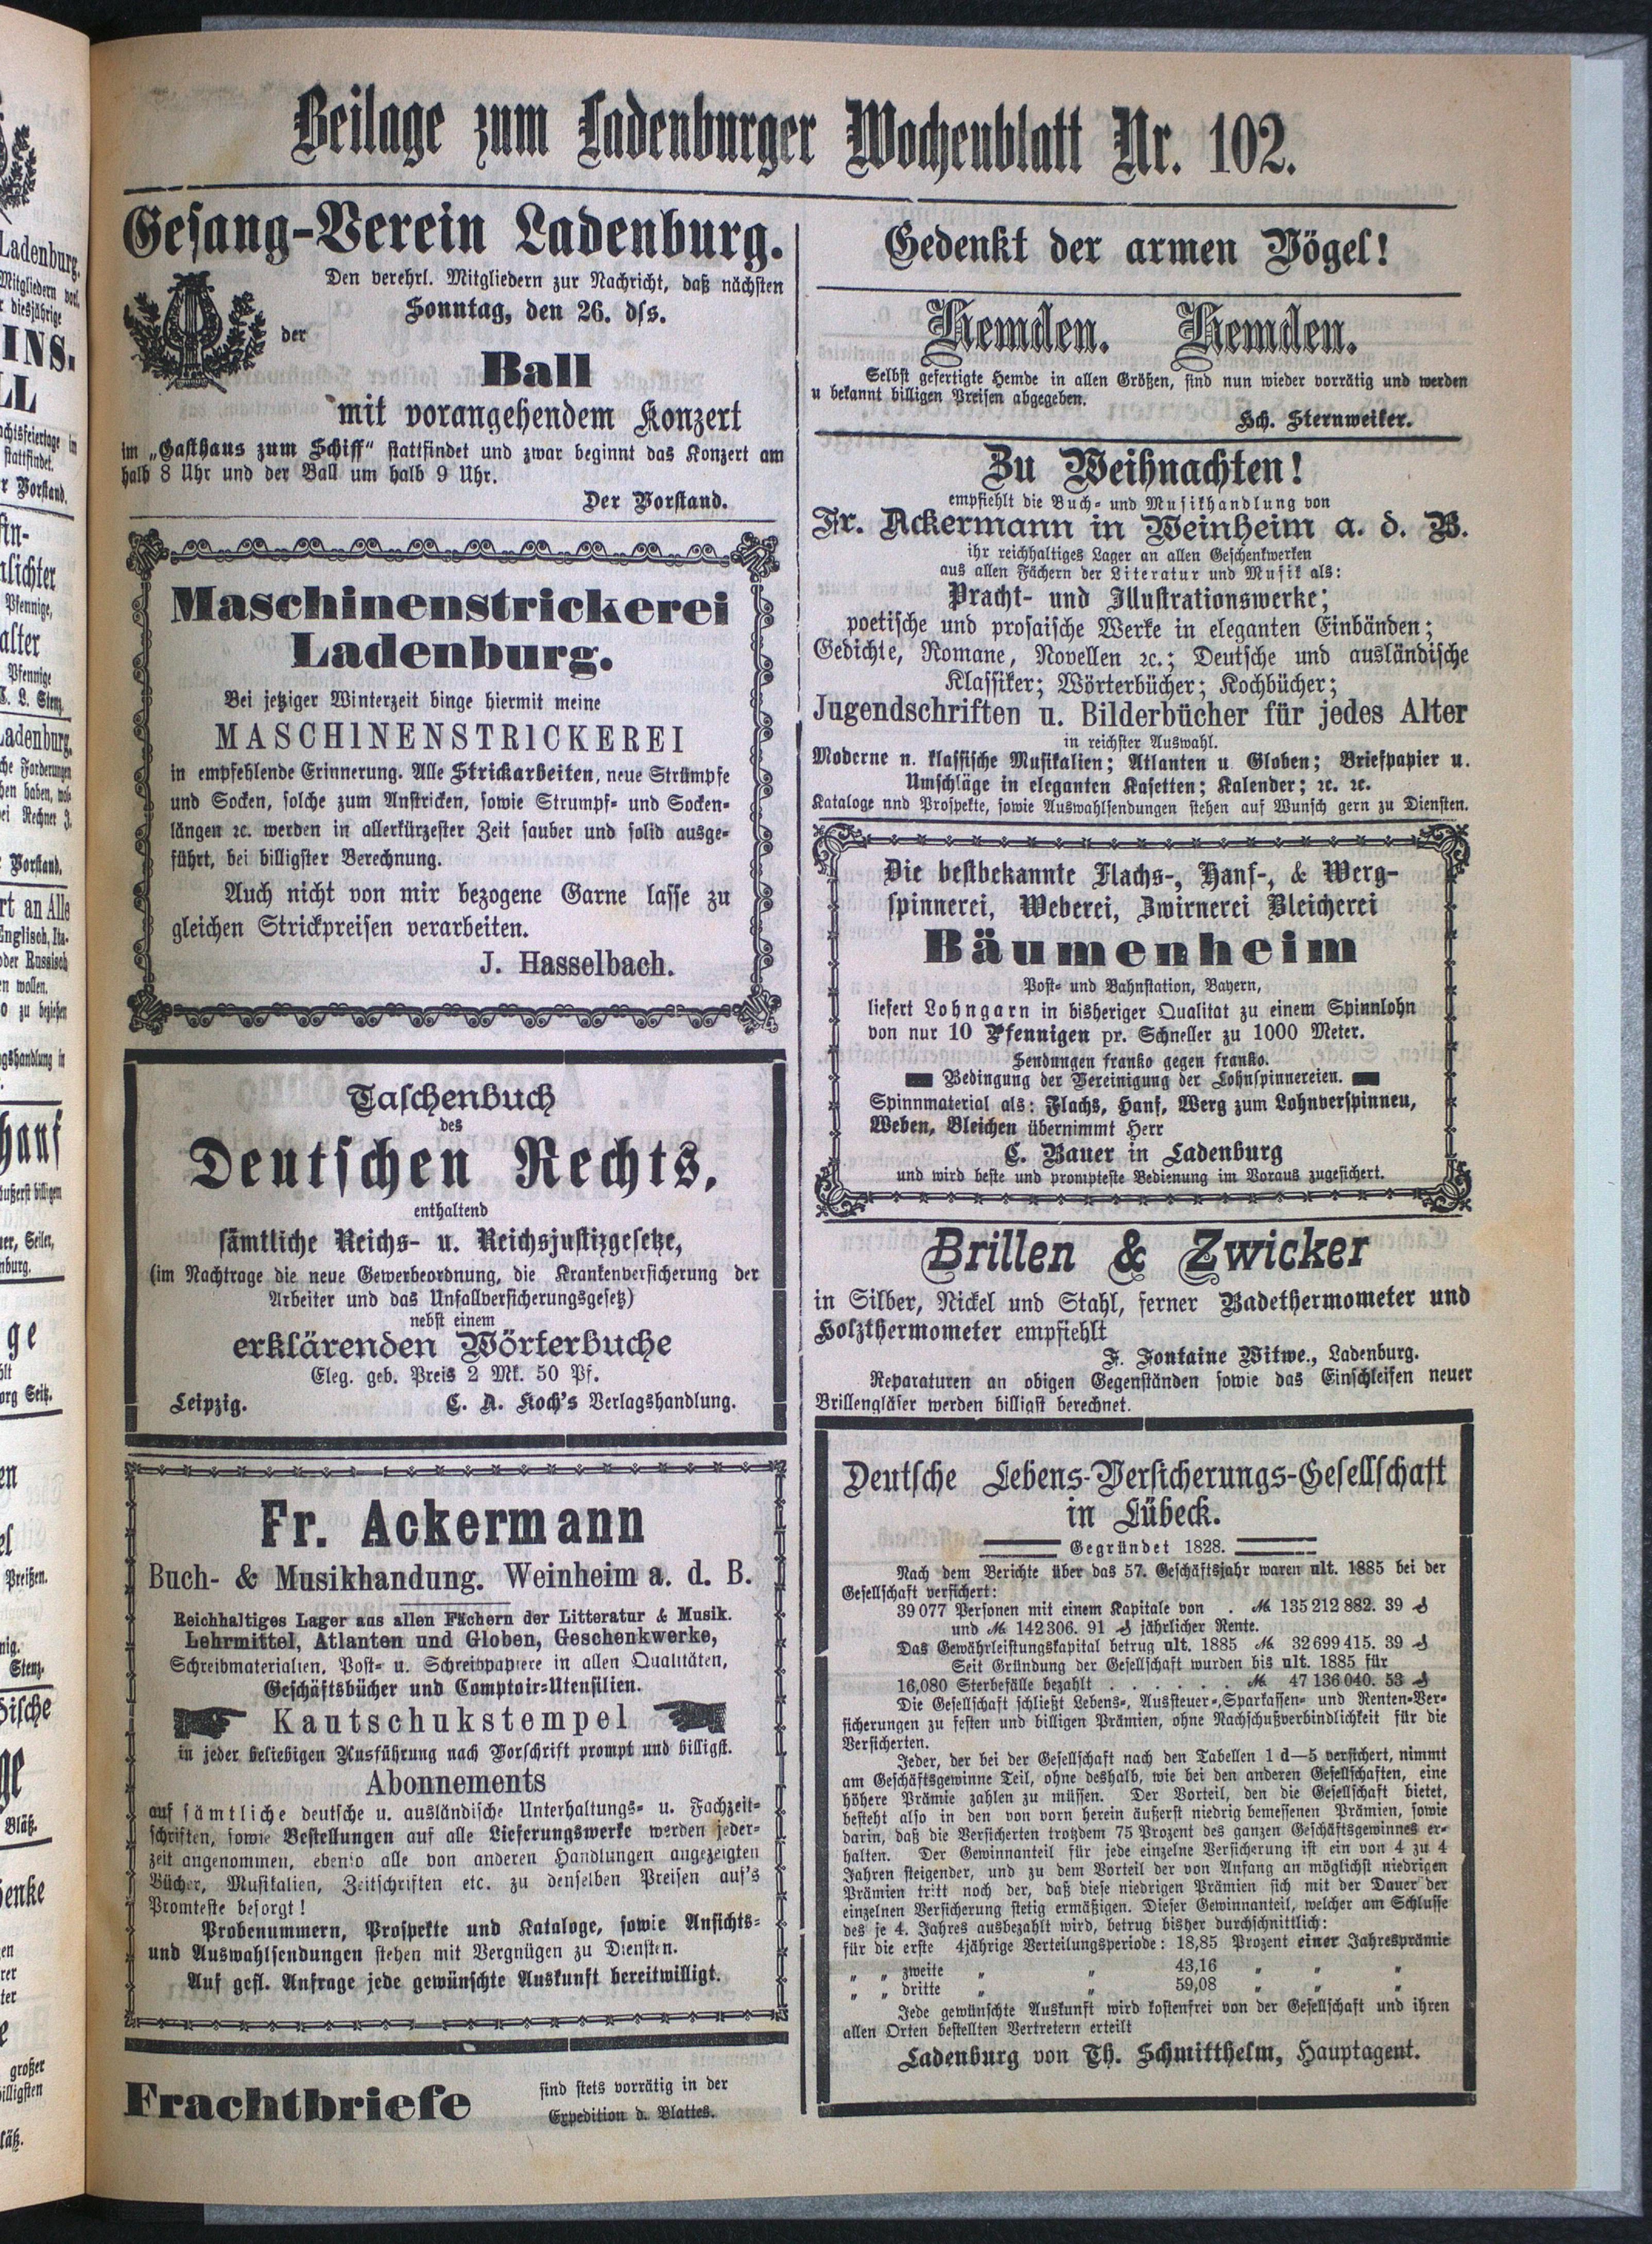 Beilage zum Ladenburger Wochenblatt Nr. 102.
Gesang-Verein Ladenburg.
Den verehrl. Mitgliedern zur Nachricht, daß nächsten
Sonntag, den 26. dss.
der
Ball
mit vorangehendem Konzert
im „Gasthaus zum Schiff“ stattfindet und zwar beginnt das Konzert um
halb 8 Uhr und der Ball um halb 9 Uhr.
Der Vorstand.
Maschinenstrickerei
Ladenburg.
Bei jetziger Winterzeit binge hiermit meine
MASCHINENSTRICKEREI
in empfehlende Erinnerung. Alle Strickarbeiten, neue Strümpfe
und Socken, solche zum Anstricken, sowie Strumpf- und Socken-
längen ꝛc. werden in allerkürzester Zeit sauber und solid ausge-
führt, bei billigster Berechnung.
Auch nicht von mir bezogene Garne lasse zu
gleichen Strickpreisen verarbeiten.
J. Hasselbach.
Taschenbuch
des
Deutschen Rechts,
enthaltend
sämtliche Reichs- u. Reichsjustizgesetze,
(im Nachtrage die neue Gewerbeordnung, die Krankenversicherung der
Arbeiter und das Unfallversicherungsgesetz)
nebst einem
erklärenden Wörterbuche
Eleg. geb. Preis 2 Mk. 50 Pf.
Leipzig. C. A. Koch's Verlagshandlung.
Fr. Ackermann
Buch- & Musikhandung. Weinheim a. d. B.
Reichhaltiges Lager aus allen Fächern der Litteratur & Musik.
Lehrmittel, Atlanten und Globen, Geschenkwerke,
Schreibmaterialien, Post- u. Schreibpapiere in allen Qualitäten,
Geschäftsbücher und Comptoir-Utensilien.
Kautschukstempel
in jeder beliebigen Ausführung nach Vorschrift prompt und billigst.
Abonnements
auf sämtliche deutsche u. ausländische Unterhaltungs- u. Fachzeit-
schriften, sowie Bestellungen auf alle Lieferungswerke werden jeder-
zeit angenommen, ebenso alle von anderen Handlungen angezeigten
Bücher, Musikalien, Zeitschriften etc. zu denselben Preisen auf's
Promteste besorgt!
Probenummern, Prospekte und Kataloge, sowie Ansichts-
und Auswahlsendungen stehen mit Vergnügen zu Diensten.
Auf gefl. Anfrage jede gewünschte Auskunft bereitwilligt.
Frachtbriefe
sind stets vorrätig in der
Expedition d. Blattes.
Gedenkt der armen Vögel!
Hemden. Hemden.
Selbst gefertigte Hemde in allen Größen, sind nun wieder vorrätig und werden
u bekannt billigen Preisen abgegeben.
Hch. Sternweiler.
Zu Weihnachten!
empfiehlt die Buch- und Musikhandlung von
Fr. Ackermann in Weinheim a. d. B.
ihr reichhaltiges Lager an allen Geschenkwerken
aus allen Fächern der Literatur und Musik als:
Pracht- und Illustrationswerke;
poetische und prosaische Werke in eleganten Einbänden;
Gedichte, Romane, Novellen ꝛc.; Deutsche und ausländische
Klassiker; Wörterbücher; Kochbücher;
Jugendschriften u. Bilderbücher für jedes Alter
in reichster Auswahl.
Moderne n. klassische Musikalien; Atlanten u. Globen; Briefpapier u.
Umschläge in eleganten Kasetten; Kalender; ꝛc. ꝛc.
Kataloge nnd Prospekte, sowie Auswahlsendungen stehen auf Wunsch gern zu Diensten.
Die bestbekannte Flachs-, Hanf-, & Werg-
spinnerei, Weberei, Zwirnerei Bleicherei
Bäumenheim
Post- und Bahnstation, Bayern,
liefert Lohngarn in bisheriger Qualitat zu einem Spinnlohn
von nur 10 Pfennigen pr. Schneller zu 1000 Meter.
Sendungen franko gegen franko.
Bedingung der Vereinigung der Lohnspinnereien.
Spinnmaterial als: Flachs, Hanf, Werg zum Lohnverspinnen,
Weben, Bleichen übernimmt Herr
C. Bauer in Ladenburg
und wird beste und prompteste Bedienung im Voraus zugesichert.
Brillen & Zwicker
in Silber, Nickel und Stahl, ferner Badethermometer und
Holzthermometer empfiehlt
F. Fontaine Witwe., Ladenburg.
Reparaturen an obigen Gegenständen sowie das Einschleifen neuer
Brillengläser werden billigst berechnet.
Deutsche Lebens-Versicherungs-Gesellschaft
in Lübeck.
Gegründet 1828.
Nach dem Berichte über das 57. Geschäftsjahr waren ult. 1885 bei der
Gesellschaft versichert:
39 077 Personen mit einem Kapitale von . ℳ 135 212 882. 39 ₰
und ℳ 142 306. 91 ₰ jährlicher Rente.
Das Gewährleistungskapital betrug ult. 1885 ℳ 32 699 415. 39 ₰
Seit Gründung der Gesellschaft wurden bis ult. 1885 für
16,080 Sterbefälle bezahlt . . . . . . ℳ 47 136 040. 53 ₰
Die Gesellschaft schließt Lebens-, Aussteuer-, Sparkassen- und Renten-Ver-
sicherungen zu festen und billigen Prämien, ohne Nachschußverbindlichkeit für die
Versicherten.
Jeder, der bei der Gesellschaft nach den Tabellen 1 d—5 versichert, nimmt
am Geschäftsgewinne Teil, ohne deshalb, wie bei den anderen Gesellschaften, eine
höhere Prämie zahlen zu müssen. Der Vorteil, den die Gesellschaft bietet,
besteht also in den von vorn herein äußerst niedrig bemessenen Prämien, sowie
darin, daß die Versicherten trotzdem 75 Prozent des ganzen Geschäftsgewinnes er-
halten. Der Gewinnanteil für jede einzelne Versicherung ist ein von 4 zu 4
Jahren steigender, und zu dem Vorteil der von Anfang an möglichst niedrigen
Prämien tritt noch der, daß diese niedrigen Prämien sich mit der Dauer der
einzelnen Versicherung stetig ermäßigen. Dieser Gewinnanteil, welcher am Schlusse
des je 4. Jahres ausbezahlt wird, betrug bisher durchschnittlich:
für die erste 4jährige Verteilungsperiode: 18,85 Prozent einer Jahresprämie
„ „ zweite „ „ 43,16 „ „ „
„ „ dritte „ „ 59,08 „ „ „
Jede gewünschte Auskunft wird kostenfrei von der Gesellschaft und ihren
allen Orten bestellten Vertretern erteilt
Ladenburg von Th. Schmitthelm, Hauptagent.